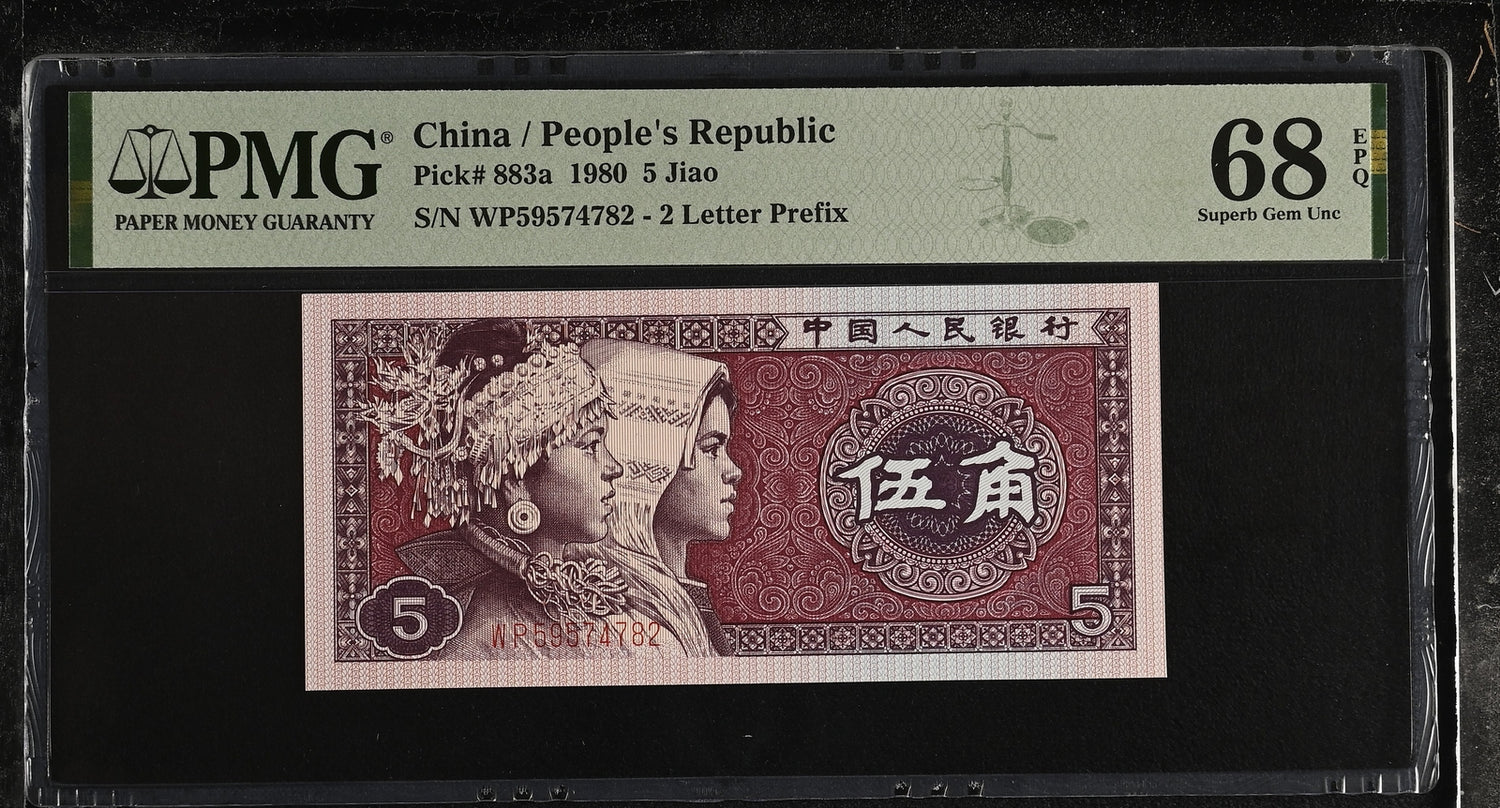 PMG®
PAPER MONEY GUARANTY
China / People's Republic
Pick# 883a 1980 5 Jiao
S/N WP59574782 - 2 Letter Prefix
68
EPQ
Superb Gem Unc
中国人民银行
伍角
5
5
WP59574782